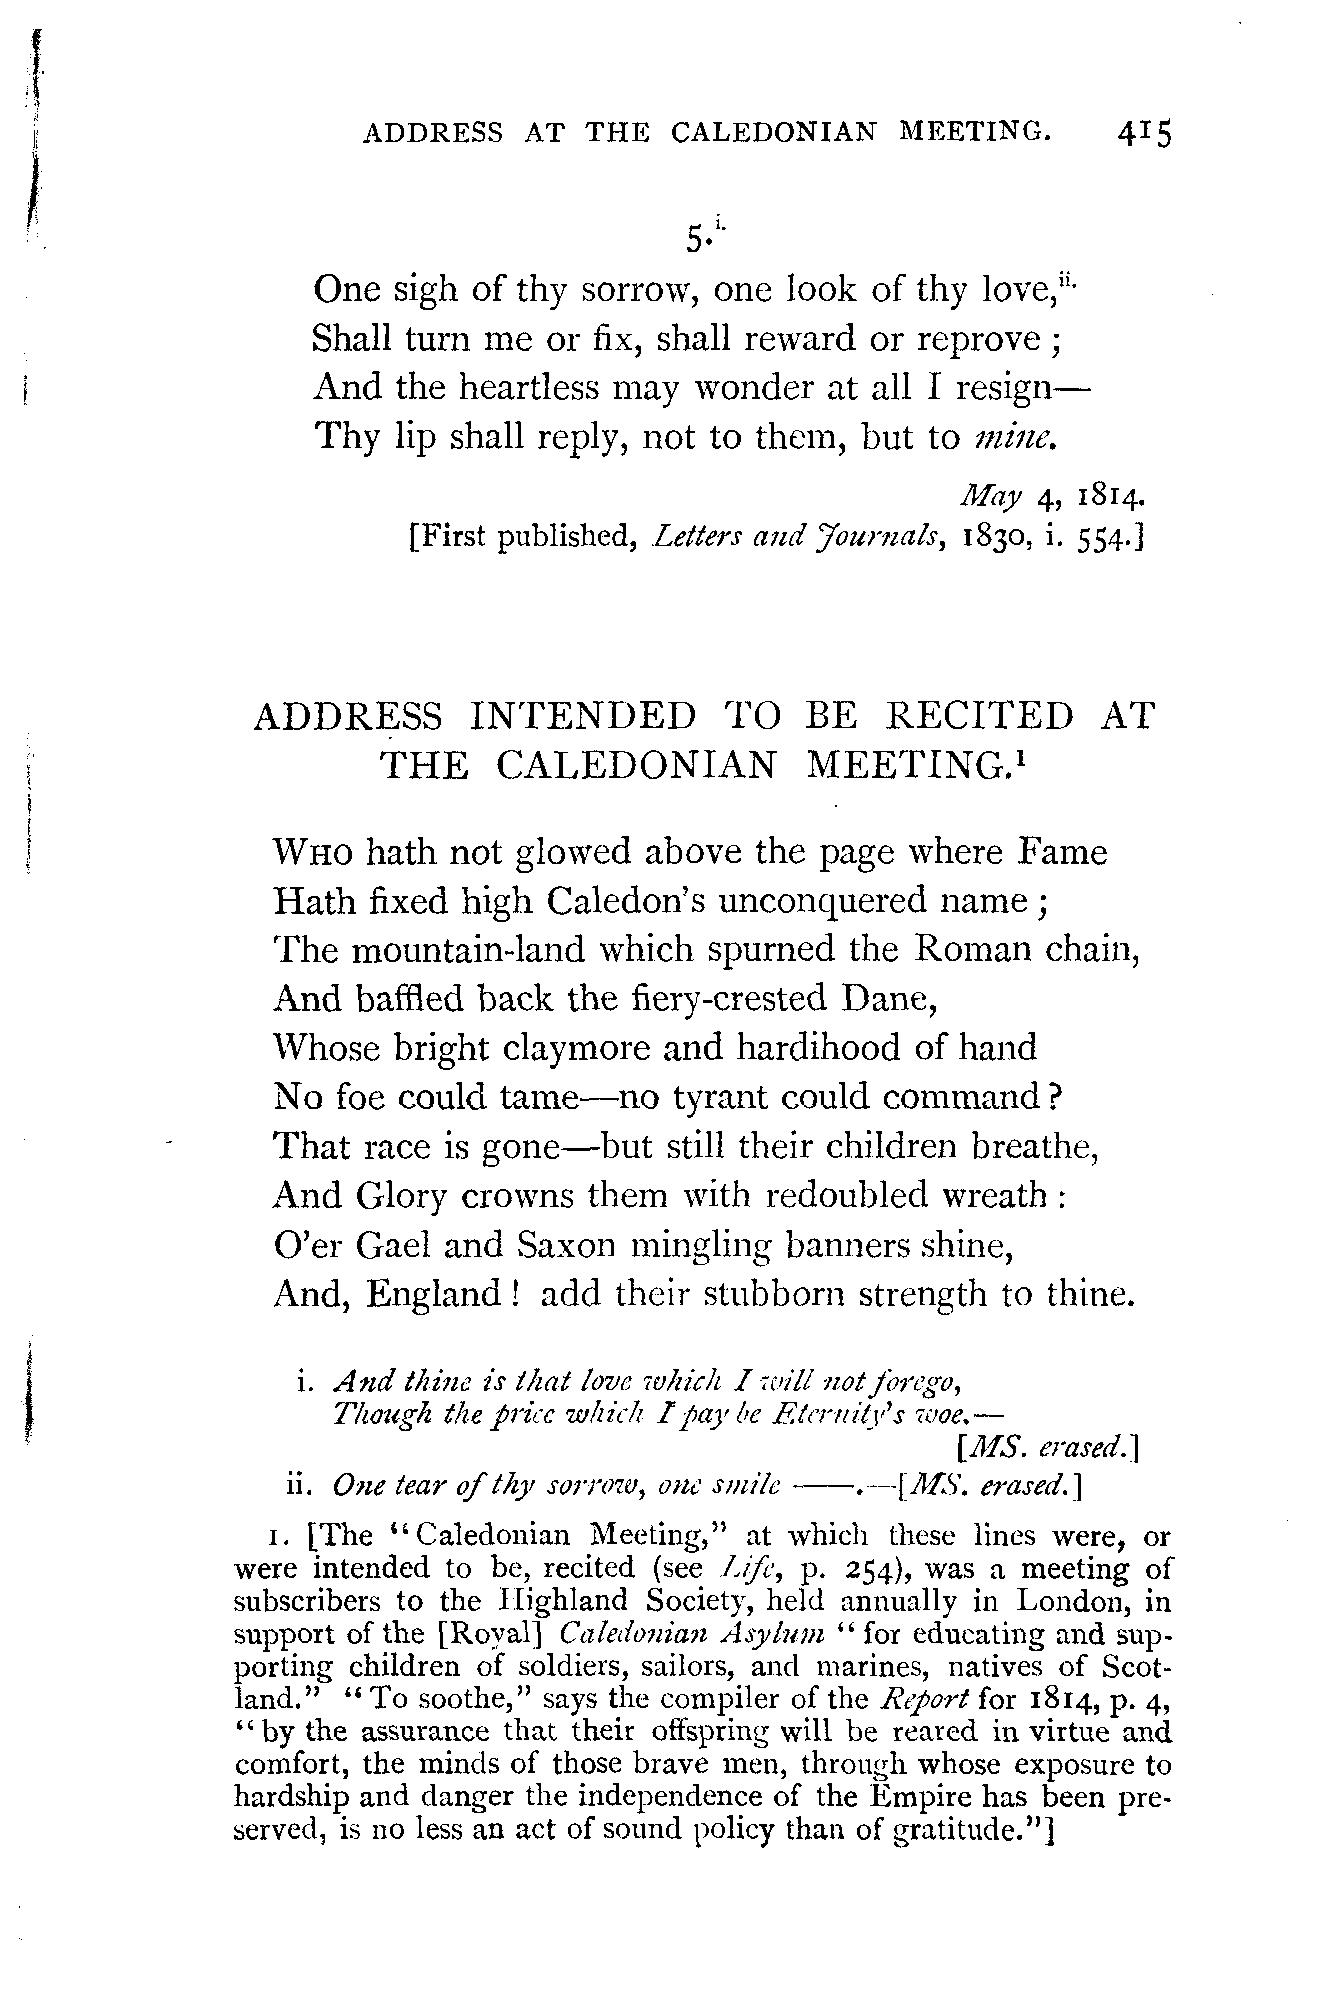 ADDRESS AT THE CALEDONIAN MEETING. 415
5.i.
One sigh of thy sorrow, one look of thy love,ii.
Shall turn me or fix, shall reward or reprove ;
And the heartless may wonder at all I resign—
Thy lip shall reply, not to them, but to mine.
May 4, 1814.
[First published, Letters and Journals, 1830, i. 554.]
ADDRESS INTENDED TO BE RECITED AT
THE CALEDONIAN MEETING.¹
WHO hath not glowed above the page where Fame
Hath fixed high Caledon's unconquered name ;
The mountain-land which spurned the Roman chain,
And baffled back the fiery-crested Dane,
Whose bright claymore and hardihood of hand
No foe could tame—no tyrant could command ?
That race is gone—but still their children breathe,
And Glory crowns them with redoubled wreath :
O'er Gael and Saxon mingling banners shine,
And, England ! add their stubborn strength to thine.
i. And thine is that love which I will not forego,
Though the price which I pay be Eternity's woe.—
[MS. erased.]
ii. One tear of thy sorrow, one smile ——.—[MS. erased.]
1. [The "Caledonian Meeting," at which these lines were, or
were intended to be, recited (see Life, p. 254), was a meeting of
subscribers to the Highland Society, held annually in London, in
support of the [Royal] Caledonian Asylum "for educating and sup-
porting children of soldiers, sailors, and marines, natives of Scot-
land." "To soothe," says the compiler of the Report for 1814, p. 4,
"by the assurance that their offspring will be reared in virtue and
comfort, the minds of those brave men, through whose exposure to
hardship and danger the independence of the Empire has been pre-
served, is no less an act of sound policy than of gratitude."]